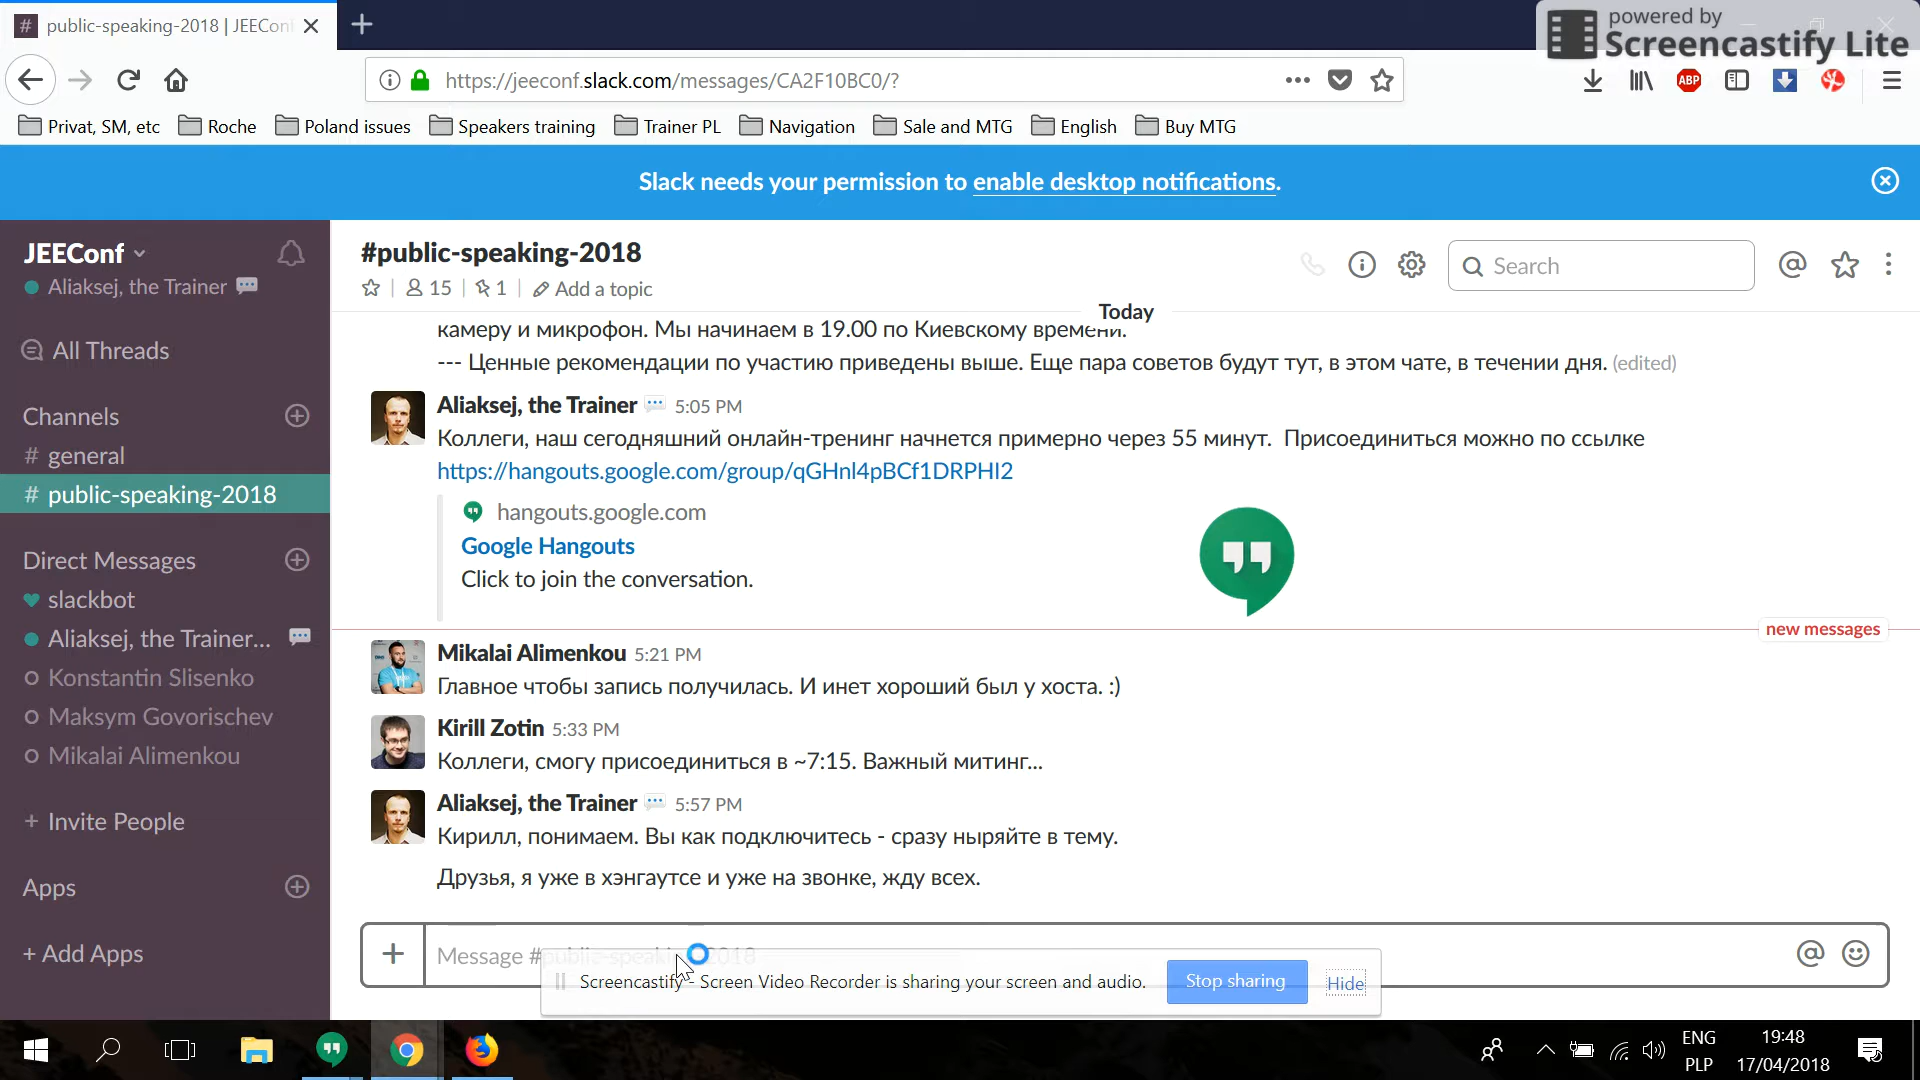 public-speaking-2018 | JEECon
powered by
Screencastify Lite
https://jeeconf.slack.com/messages/CA2F10BC0/?
ABP
Privat, SM, etc
Roche
Poland issues
Speakers training
Trainer PL
Navigation
Sale and MTG
English
Buy MTG
Slack needs your permission to enable desktop notifications.
JEEConf
Aliaksej, the Trainer
All Threads
Channels
# general
# public-speaking-2018
Direct Messages
slackbot
Aliaksej, the Trainer...
Konstantin Slisenko
Maksym Govorischev
Mikalai Alimenkou
+ Invite People
Apps
+ Add Apps
#public-speaking-2018
15
1
Add a topic
Search
Today
камеру и микрофон. Мы начинаем в 19.00 по Киевскому времени.
--- Ценные рекомендации по участию приведены выше. Еще пара советов будут тут, в этом чате, в течении дня. (edited)
Aliaksej, the Trainer 5:05 PM
Коллеги, наш сегодняшний онлайн-тренинг начнется примерно через 55 минут. Присоединиться можно по ссылке
https://hangouts.google.com/group/qGHnl4pBCf1DRPHI2
hangouts.google.com
Google Hangouts
Click to join the conversation.
new messages
Mikalai Alimenkou 5:21 PM
Главное чтобы запись получилась. И инет хороший был у хоста. :)
Kirill Zotin 5:33 PM
Коллеги, смогу присоединиться в ~7:15. Важный митинг...
Aliaksej, the Trainer 5:57 PM
Кирилл, понимаем. Вы как подключитесь - сразу ныряйте в тему.
Друзья, я уже в хэнгаутсе и уже на звонке, жду всех.
Message #public-speaking-2018
Screencastify - Screen Video Recorder is sharing your screen and audio.
Stop sharing
Hide
ENG
PLP
19:48
17/04/2018